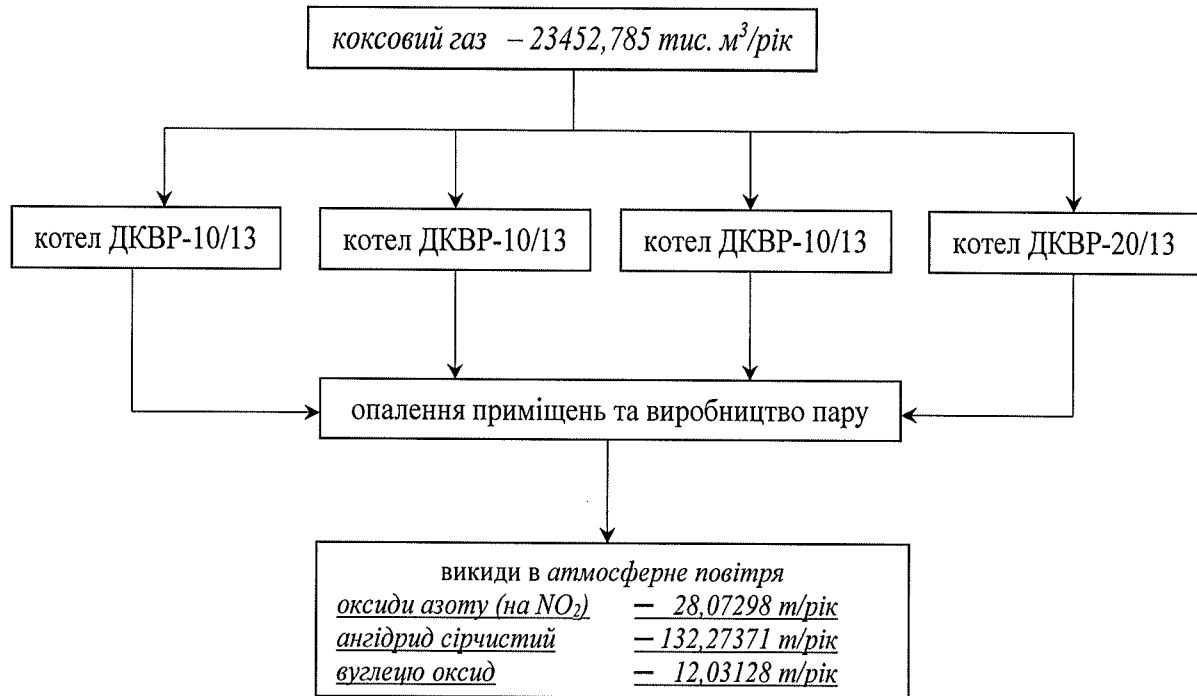 коксовий газ – 23452,785 тис. м³/рік
котел ДКВР-10/13
котел ДКВР-10/13
котел ДКВР-10/13
котел ДКВР-20/13
опалення приміщень та виробництво пару
викиди в атмосферне повітря
оксиди азоту (на NO₂) – 28,07298 т/рік
ангідрид сірчистий – 132,27371 т/рік
вуглецю оксид – 12,03128 т/рік